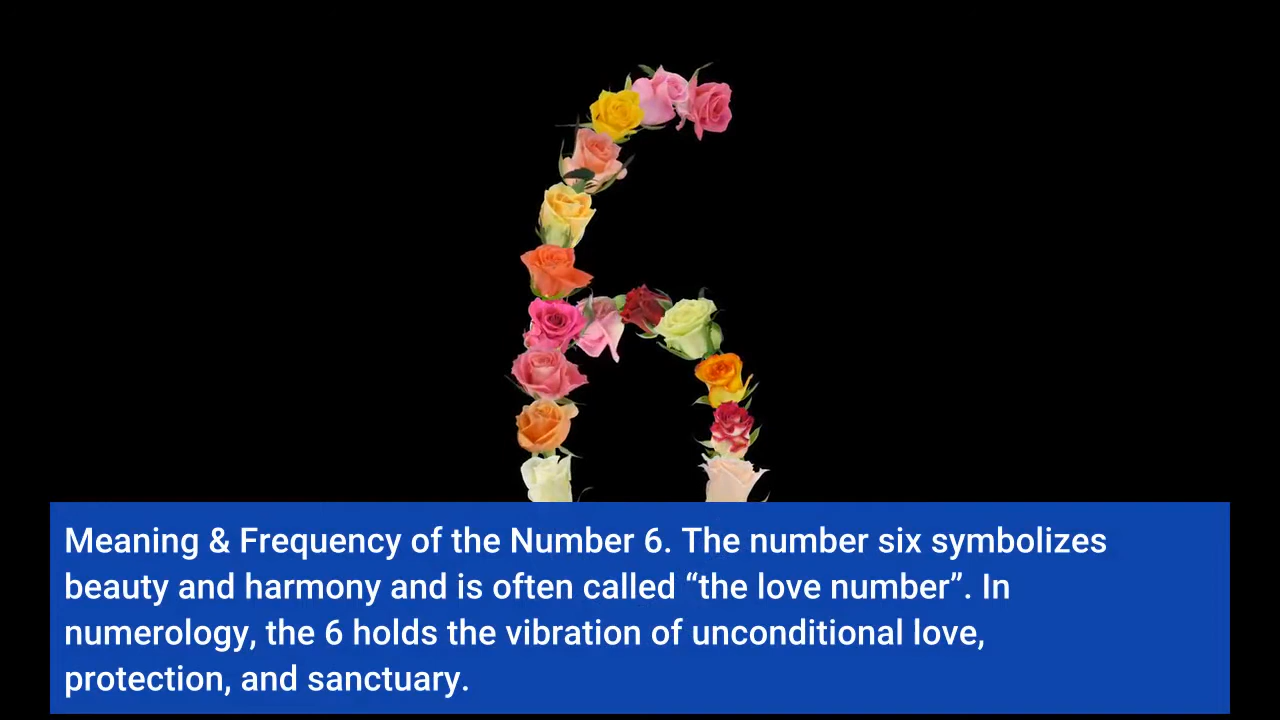 6
Meaning & Frequency of the Number 6. The number six symbolizes
beauty and harmony and is often called “the love number”. In
numerology, the 6 holds the vibration of unconditional love,
protection, and sanctuary.